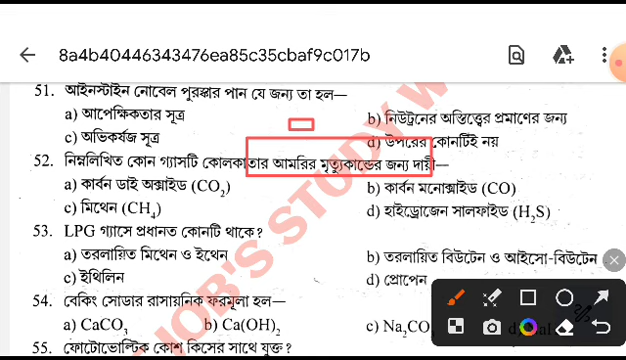 8a4b40446343476ea85c35cbaf9c017b
51. আইনস্টাইন নোবেল পুরস্কার পান যে জন্য তা হল—
a) আপেক্ষিকতার সূত্র b) নিউট্রনের অস্তিত্বের প্রমাণের জন্য
c) অভিকর্ষজ সূত্র d) উপরের কোনটিই নয়
52. নিম্নলিখিত কোন গ্যাসটি কোলকাতার আমরির মৃত্যুকান্ডের জন্য দায়ী—
a) কার্বন ডাই অক্সাইড (CO₂) b) কার্বন মনোক্সাইড (CO)
c) মিথেন (CH₄) d) হাইড্রোজেন সালফাইড (H₂S)
53. LPG গ্যাসে প্রধানত কোনটি থাকে?
a) তরলায়িত মিথেন ও ইথেন b) তরলায়িত বিউটেন ও আইসো-বিউটেন
c) ইথিলিন d) প্রোপেন
54. বেকিং সোডার রাসায়নিক ফরমূলা হল—
a) CaCO₃ b) Ca(OH)₂ c) Na₂CO
55. ফোটোভোল্টিক কোশ কিসের সাথে যুক্ত?
JOB'S STUDY W